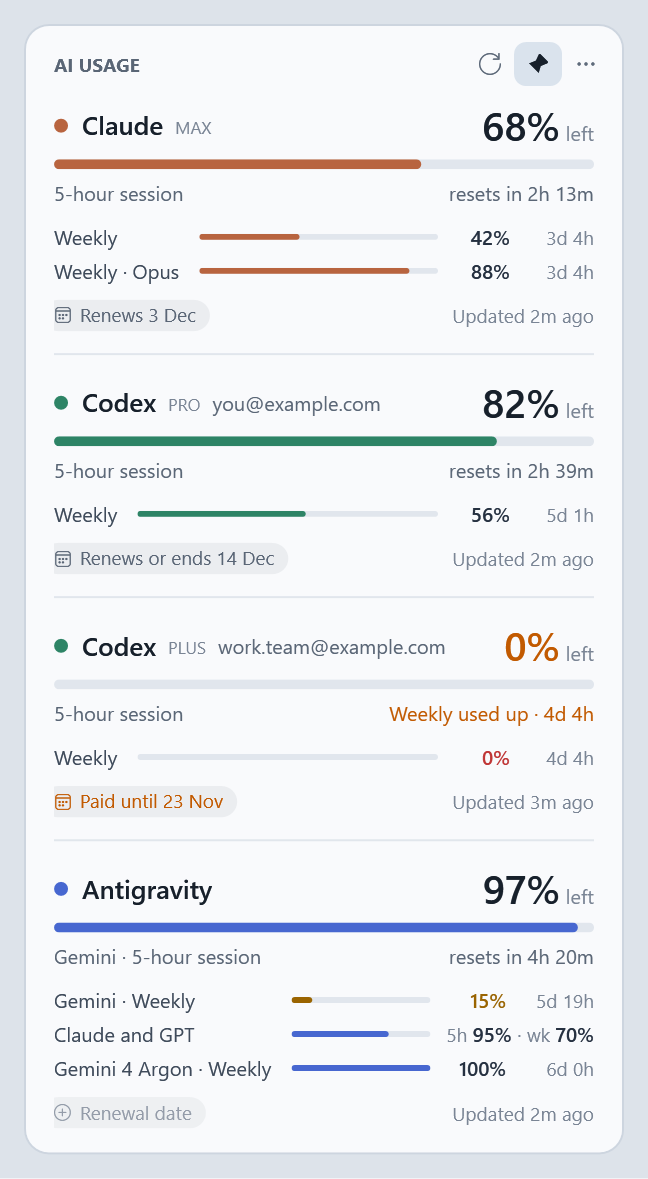 AI USAGE
Claude MAX 68% left
5-hour session resets in 2h 13m
Weekly 42% 3d 4h
Weekly · Opus 88% 3d 4h
Renews 3 Dec Updated 2m ago
Codex PRO you@example.com 82% left
5-hour session resets in 2h 39m
Weekly 56% 5d 1h
Renews or ends 14 Dec Updated 2m ago
Codex PLUS work.team@example.com 0% left
5-hour session Weekly used up · 4d 4h
Weekly 0% 4d 4h
Paid until 23 Nov Updated 3m ago
Antigravity 97% left
Gemini · 5-hour session resets in 4h 20m
Gemini · Weekly 15% 5d 19h
Claude and GPT 5h 95% · wk 70%
Gemini 4 Argon · Weekly 100% 6d 0h
Renewal date Updated 2m ago